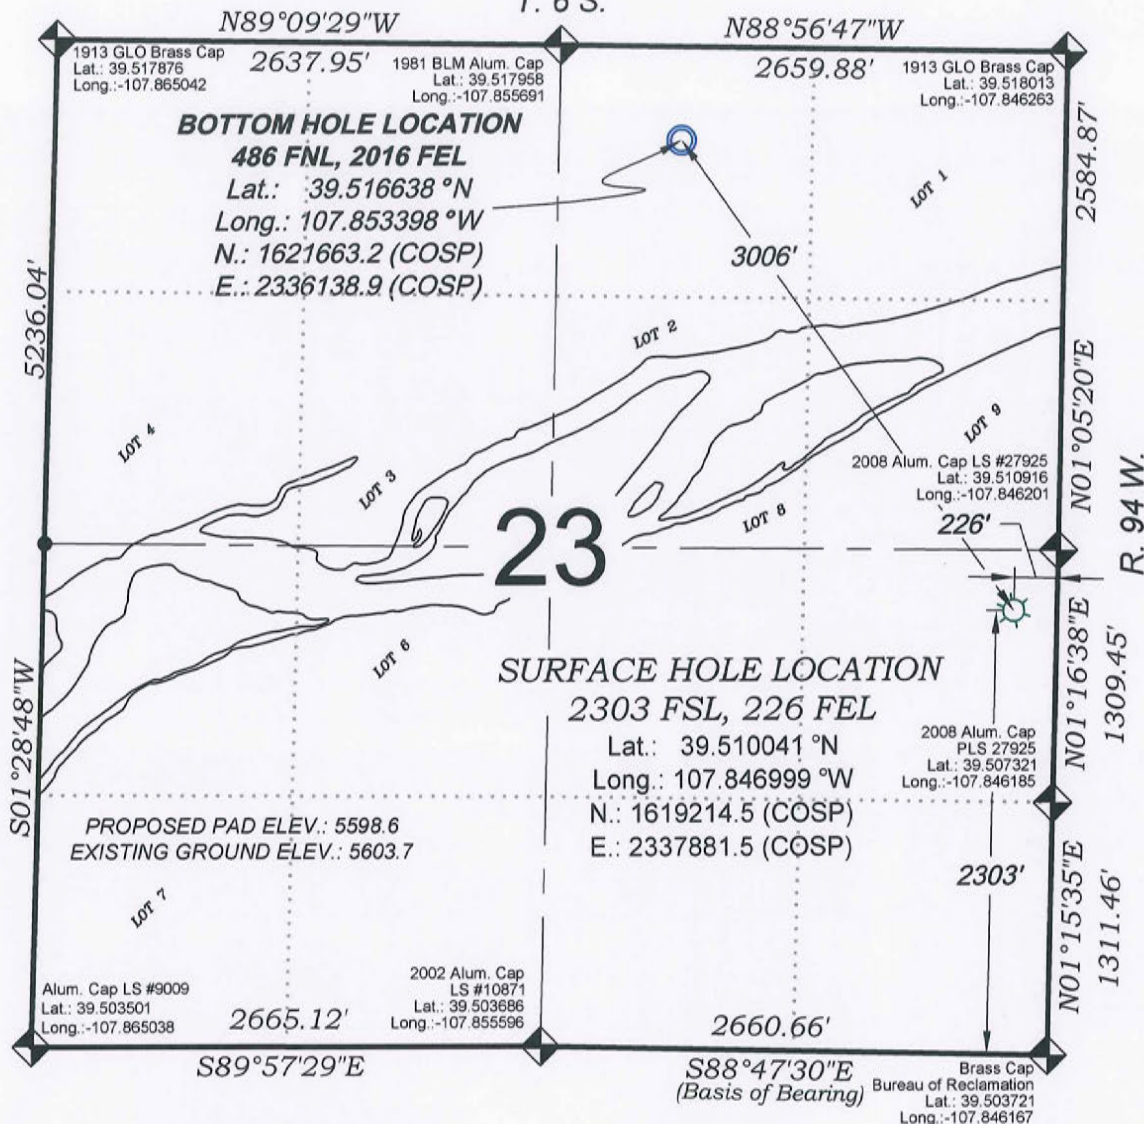 T. 6 S.
N89°09'29"W
N88°56'47"W
1913 GLO Brass Cap
Lat.: 39.517876
Long.:-107.865042
2637.95'
1981 BLM Alum. Cap
Lat.: 39.517958
Long.:-107.855691
2659.88'
1913 GLO Brass Cap
Lat.: 39.518013
Long.:-107.846263
BOTTOM HOLE LOCATION
486 FNL, 2016 FEL
Lat.: 39.516638 °N
Long.: 107.853398 °W
N.: 1621663.2 (COSP)
E.: 2336138.9 (COSP)
LOT 1
2584.87'
3006'
5236.04'
LOT 2
N01°05'20"E
LOT 4
LOT 3
LOT 9
2008 Alum. Cap LS #27925
Lat.: 39.510916
Long.:-107.846201
LOT 8
226'
R. 94 W.
23
LOT 6
SURFACE HOLE LOCATION
2303 FSL, 226 FEL
Lat.: 39.510041 °N
Long.: 107.846999 °W
N.: 1619214.5 (COSP)
E.: 2337881.5 (COSP)
N01°16'38"E
1309.45'
2008 Alum. Cap
PLS 27925
Lat.: 39.507321
Long.:-107.846185
S01°28'48"W
PROPOSED PAD ELEV.: 5598.6
EXISTING GROUND ELEV.: 5603.7
LOT 7
2303'
N01°15'35"E
1311.46'
Alum. Cap LS #9009
Lat.: 39.503501
Long.:-107.865038
2665.12'
2002 Alum. Cap
LS #10871
Lat.: 39.503686
Long.:-107.855596
2660.66'
S89°57'29"E
S88°47'30"E
(Basis of Bearing)
Brass Cap
Bureau of Reclamation
Lat.: 39.503721
Long.:-107.846167